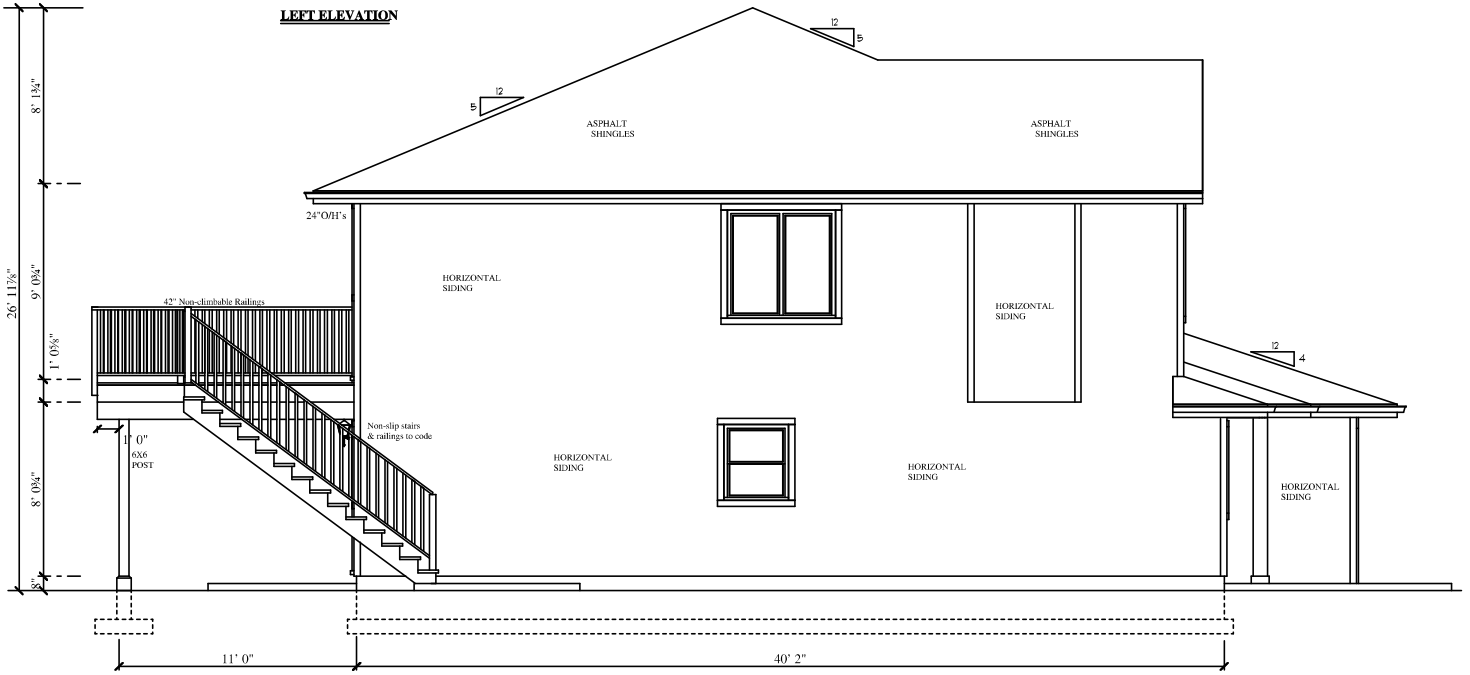 LEFT ELEVATION
12
5
12
5
8' 1¾"
ASPHALT
SHINGLES
ASPHALT
SHINGLES
24"O/H's
HORIZONTAL
SIDING
9' 0¾"
26' 11⅞"
42" Non-climbable Railings
HORIZONTAL
SIDING
1' 0⅝"
12
4
Non-slip stairs
& railings to code
1' 0"
6X6
POST
HORIZONTAL
SIDING
HORIZONTAL
SIDING
HORIZONTAL
SIDING
8' 0¾"
8"
11' 0"
40' 2"